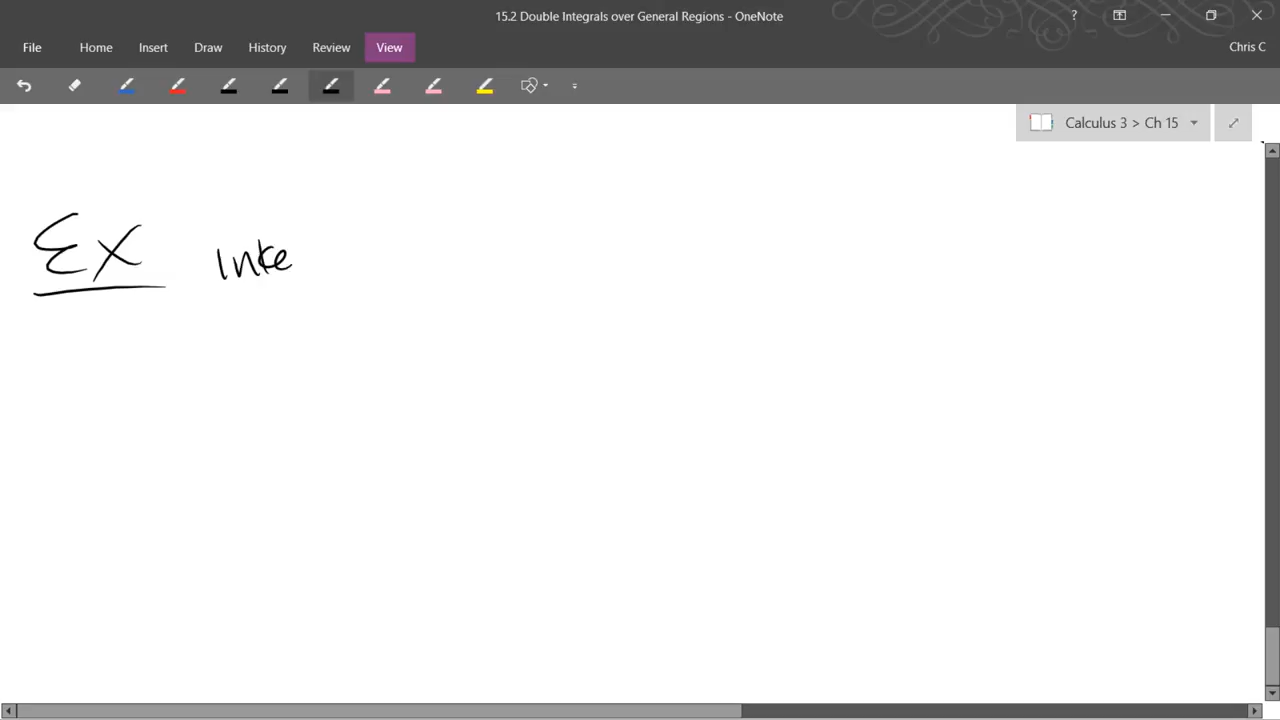 15.2 Double Integrals over General Regions - OneNote
?
File Home Insert Draw History Review View
Chris C
Calculus 3 > Ch 15
Ex Inte